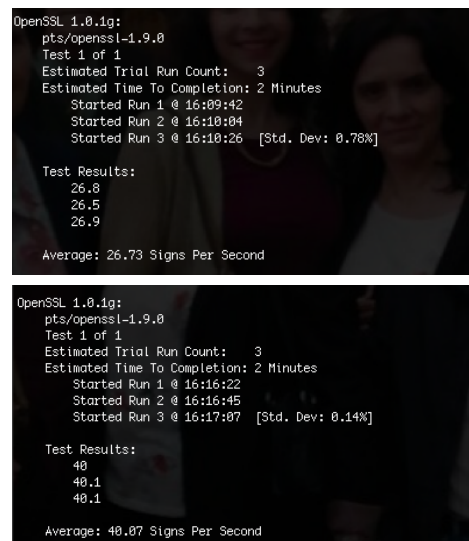 OpenSSL 1.0.1g:
pts/openssl-1.9.0
Test 1 of 1
Estimated Trial Run Count: 3
Estimated Time To Completion: 2 Minutes
Started Run 1 @ 16:09:42
Started Run 2 @ 16:10:04
Started Run 3 @ 16:10:26 [Std. Dev: 0.78%]
Test Results:
26.8
26.5
26.9
Average: 26.73 Signs Per Second
OpenSSL 1.0.1g:
pts/openssl-1.9.0
Test 1 of 1
Estimated Trial Run Count: 3
Estimated Time To Completion: 2 Minutes
Started Run 1 @ 16:16:22
Started Run 2 @ 16:16:45
Started Run 3 @ 16:17:07 [Std. Dev: 0.14%]
Test Results:
40
40.1
40.1
Average: 40.07 Signs Per Second